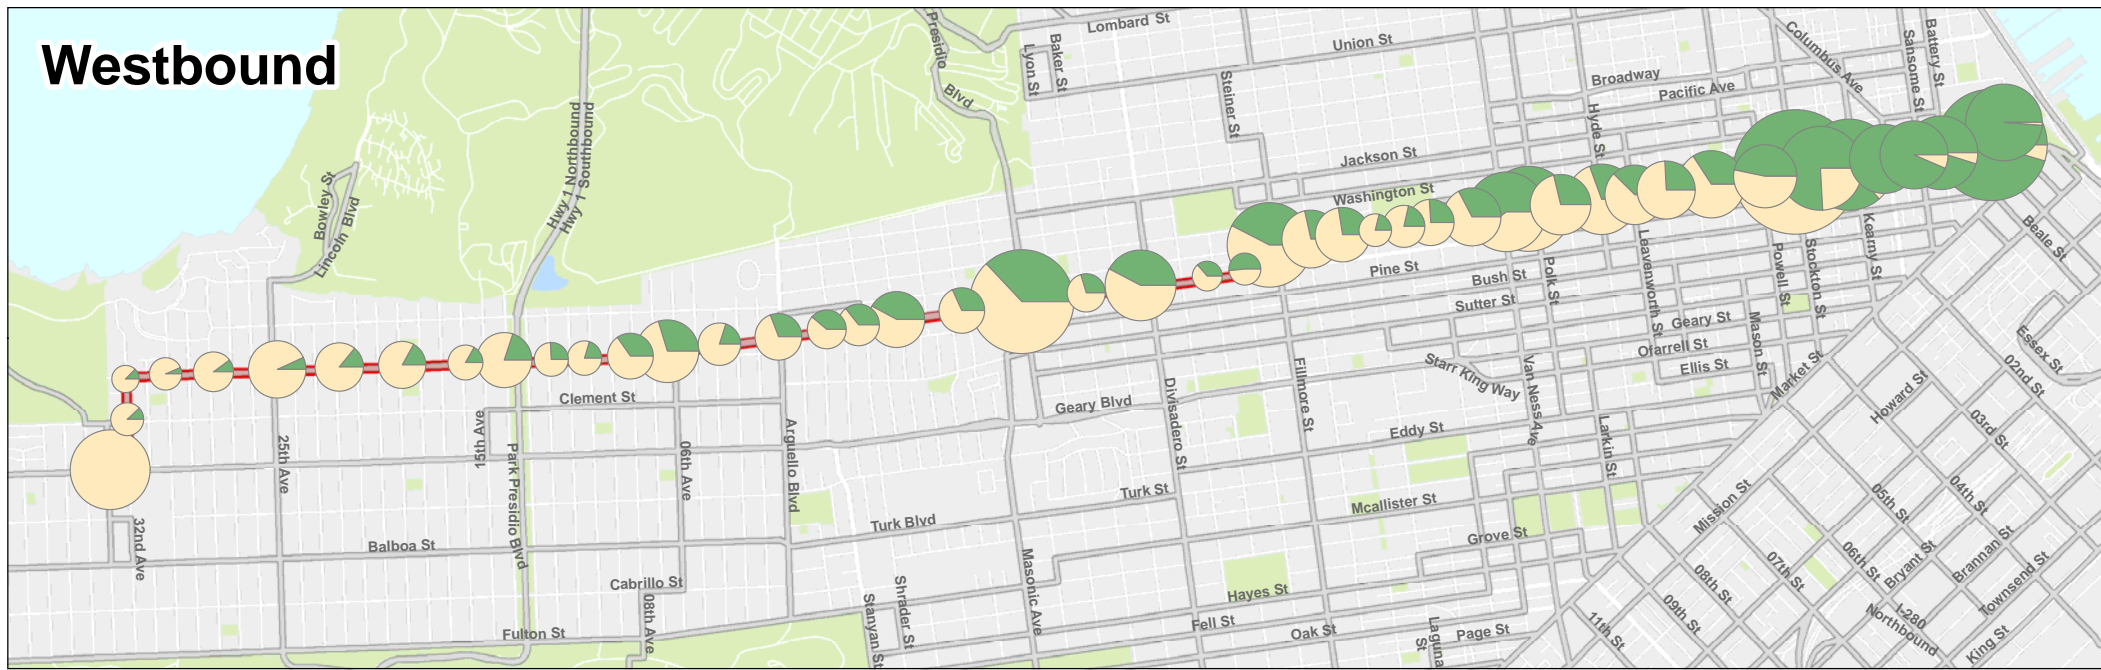 Westbound
Presidio
Blvd
Lombard St
Lyon St
Baker St
Union St
Steiner St
Columbus Ave
Sansome St
Battery St
Broadway
Pacific Ave
Hyde St
Jackson St
Washington St
Hwy 1 Northbound
Hwy 1 Southbound
Bowley St
Lincoln Blvd
Beale St
Kearny St
Stockton St
Powell St
Leavenworth St
Polk St
Pine St
Bush St
Sutter St
Geary St
Mason St
Ofarrell St
Ellis St
Market St
Essex St
02nd St
Howard St
03rd St
Starr King Way
Van Ness Ave
Fillmore St
Divisadero St
Geary Blvd
Clement St
15th Ave
Park Presidio Blvd
25th Ave
06th Ave
Arguello Blvd
Eddy St
Larkin St
Turk St
Mcallister St
Mission St
04th St
05th St
32nd Ave
Balboa St
Turk Blvd
Masonic Ave
Grove St
06th St
Bryant St
Brannan St
Townsend St
07th St
08th St
09th St
Cabrillo St
08th Ave
Shrader St
Stanyan St
Hayes St
Fulton St
Fell St
Oak St
Laguna
St
Page St
11th St
I-280
Northbound
King St